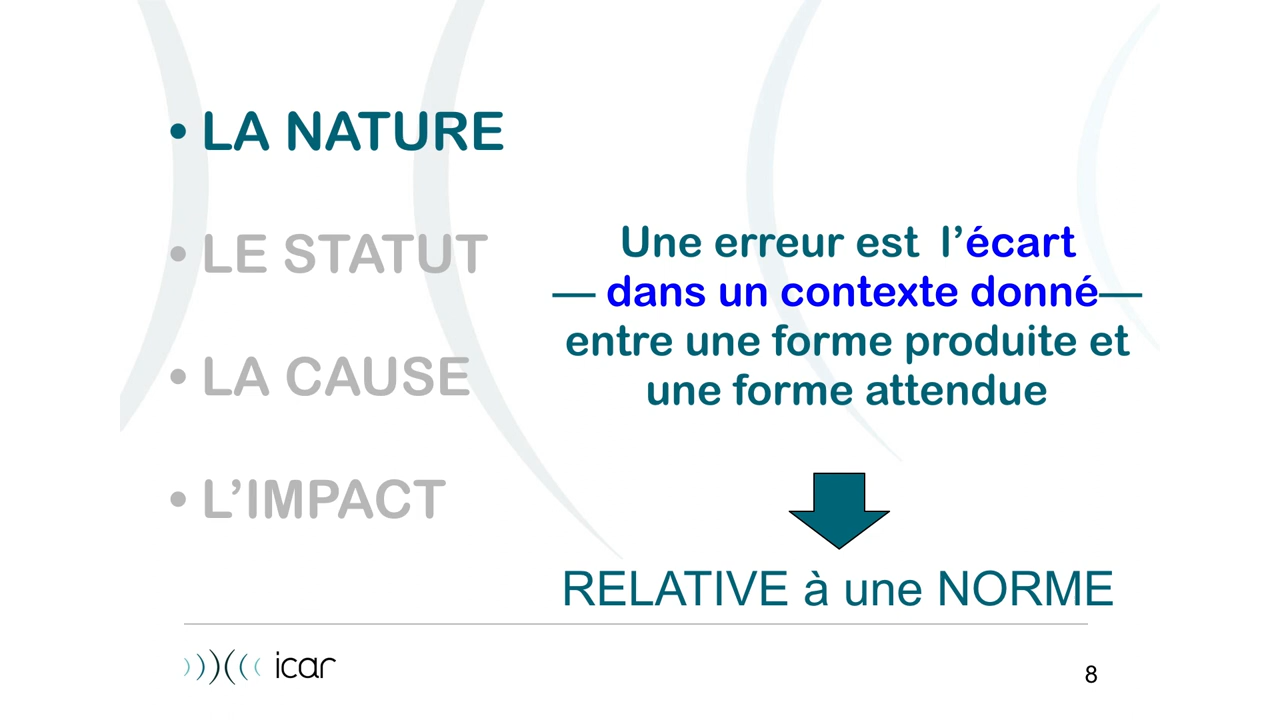 • LA NATURE
• LE STATUT
• LA CAUSE
• L’IMPACT
Une erreur est l’écart
— dans un contexte donné—
entre une forme produite et
une forme attendue
RELATIVE à une NORME
icar
8